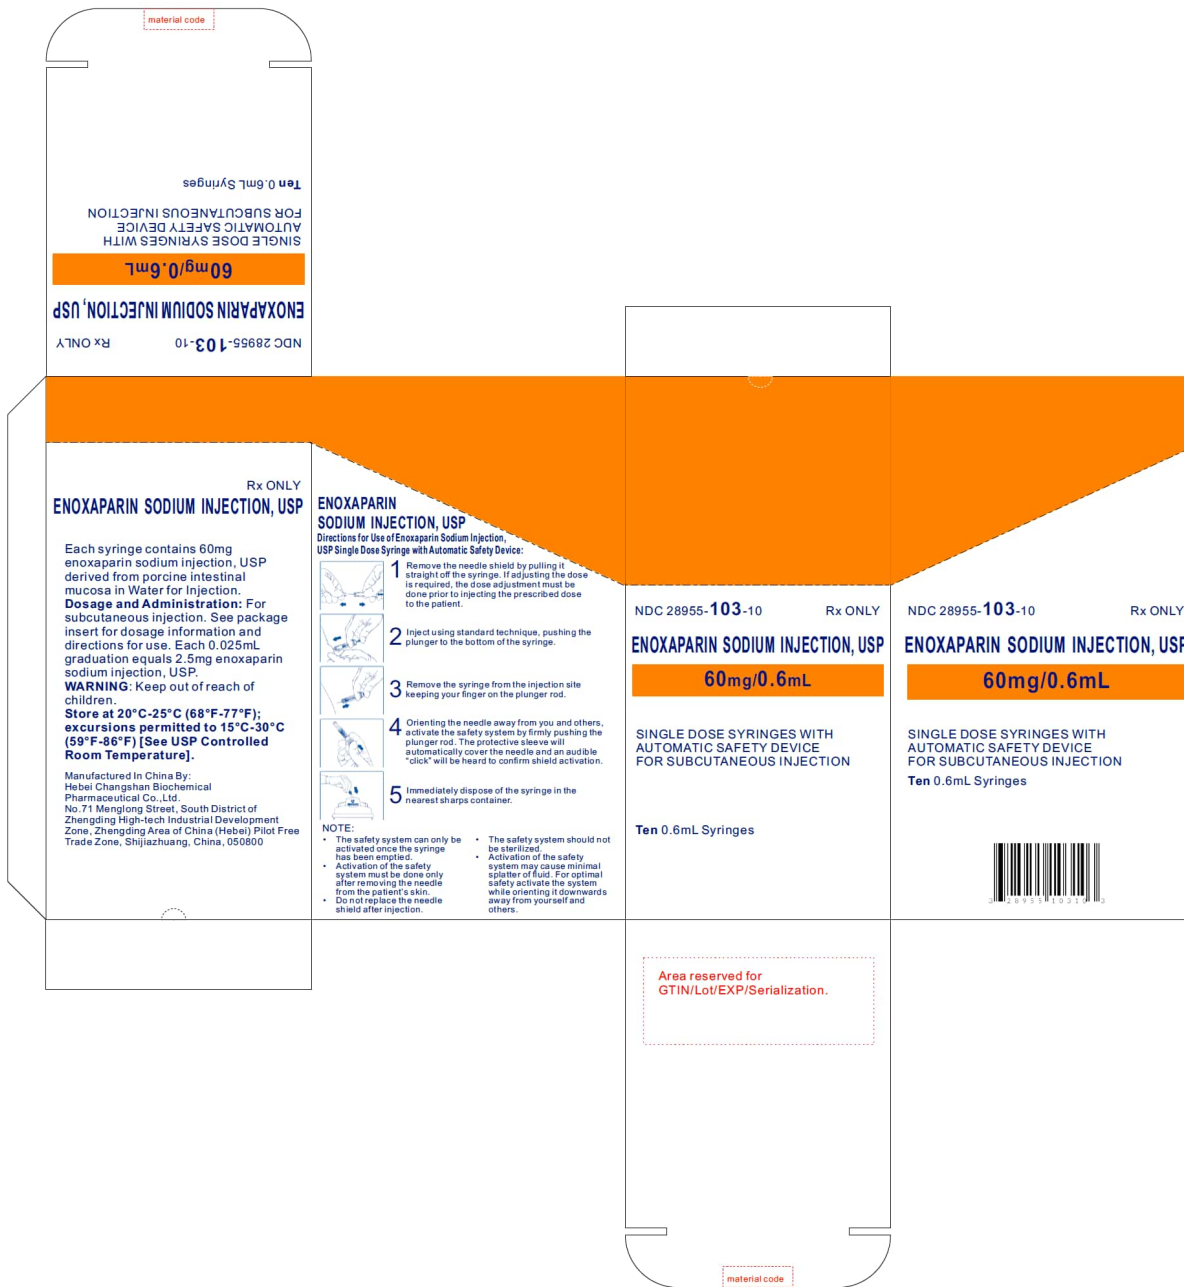 material code
Ten 0.6mL Syringes
FOR SUBCUTANEOUS INJECTION
AUTOMATIC SAFETY DEVICE
SINGLE DOSE SYRINGES WITH
60mg/0.6mL
ENOXAPARIN SODIUM INJECTION, USP
NDC 28955-103-10 Rx ONLY
Rx ONLY
ENOXAPARIN SODIUM INJECTION, USP
Each syringe contains 60mg
enoxaparin sodium injection, USP
derived from porcine intestinal
mucosa in Water for Injection.
Dosage and Administration: For
subcutaneous injection. See package
insert for dosage information and
directions for use. Each 0.025mL
graduation equals 2.5mg enoxaparin
sodium injection, USP.
WARNING: Keep out of reach of
children.
Store at 20°C-25°C (68°F-77°F);
excursions permitted to 15°C-30°C
(59°F-86°F) [See USP Controlled
Room Temperature].
Manufactured In China By:
Hebei Changshan Biochemical
Pharmaceutical Co.,Ltd.
No.71 Menglong Street, South District of
Zhengding High-tech Industrial Development
Zone, Zhengding Area of China (Hebei) Pilot Free
Trade Zone, Shijiazhuang, China, 050800
ENOXAPARIN
SODIUM INJECTION, USP
Directions for Use of Enoxaparin Sodium Injection,
USP Single Dose Syringe with Automatic Safety Device:
1 Remove the needle shield by pulling it
straight off the syringe. If adjusting the dose
is required, the dose adjustment must be
done prior to injecting the prescribed dose
to the patient.
2 Inject using standard technique, pushing the
plunger to the bottom of the syringe.
3 Remove the syringe from the injection site
keeping your finger on the plunger rod.
4 Orienting the needle away from you and others,
activate the safety system by firmly pushing the
plunger rod. The protective sleeve will
automatically cover the needle and an audible
"click" will be heard to confirm shield activation.
5 Immediately dispose of the syringe in the
nearest sharps container.
NOTE:
• The safety system can only be
activated once the syringe
has been emptied.
• Activation of the safety
system must be done only
after removing the needle
from the patient's skin.
• Do not replace the needle
shield after injection.
• The safety system should not
be sterilized.
• Activation of the safety
system may cause minimal
splatter of fluid. For optimal
safety activate the system
while orienting it downwards
away from yourself and
others.
NDC 28955-103-10 Rx ONLY
ENOXAPARIN SODIUM INJECTION, USP
60mg/0.6mL
SINGLE DOSE SYRINGES WITH
AUTOMATIC SAFETY DEVICE
FOR SUBCUTANEOUS INJECTION
Ten 0.6mL Syringes
NDC 28955-103-10 Rx ONLY
ENOXAPARIN SODIUM INJECTION, USP
60mg/0.6mL
SINGLE DOSE SYRINGES WITH
AUTOMATIC SAFETY DEVICE
FOR SUBCUTANEOUS INJECTION
Ten 0.6mL Syringes
3 28955 10310 3
Area reserved for
GTIN/Lot/EXP/Serialization.
material code